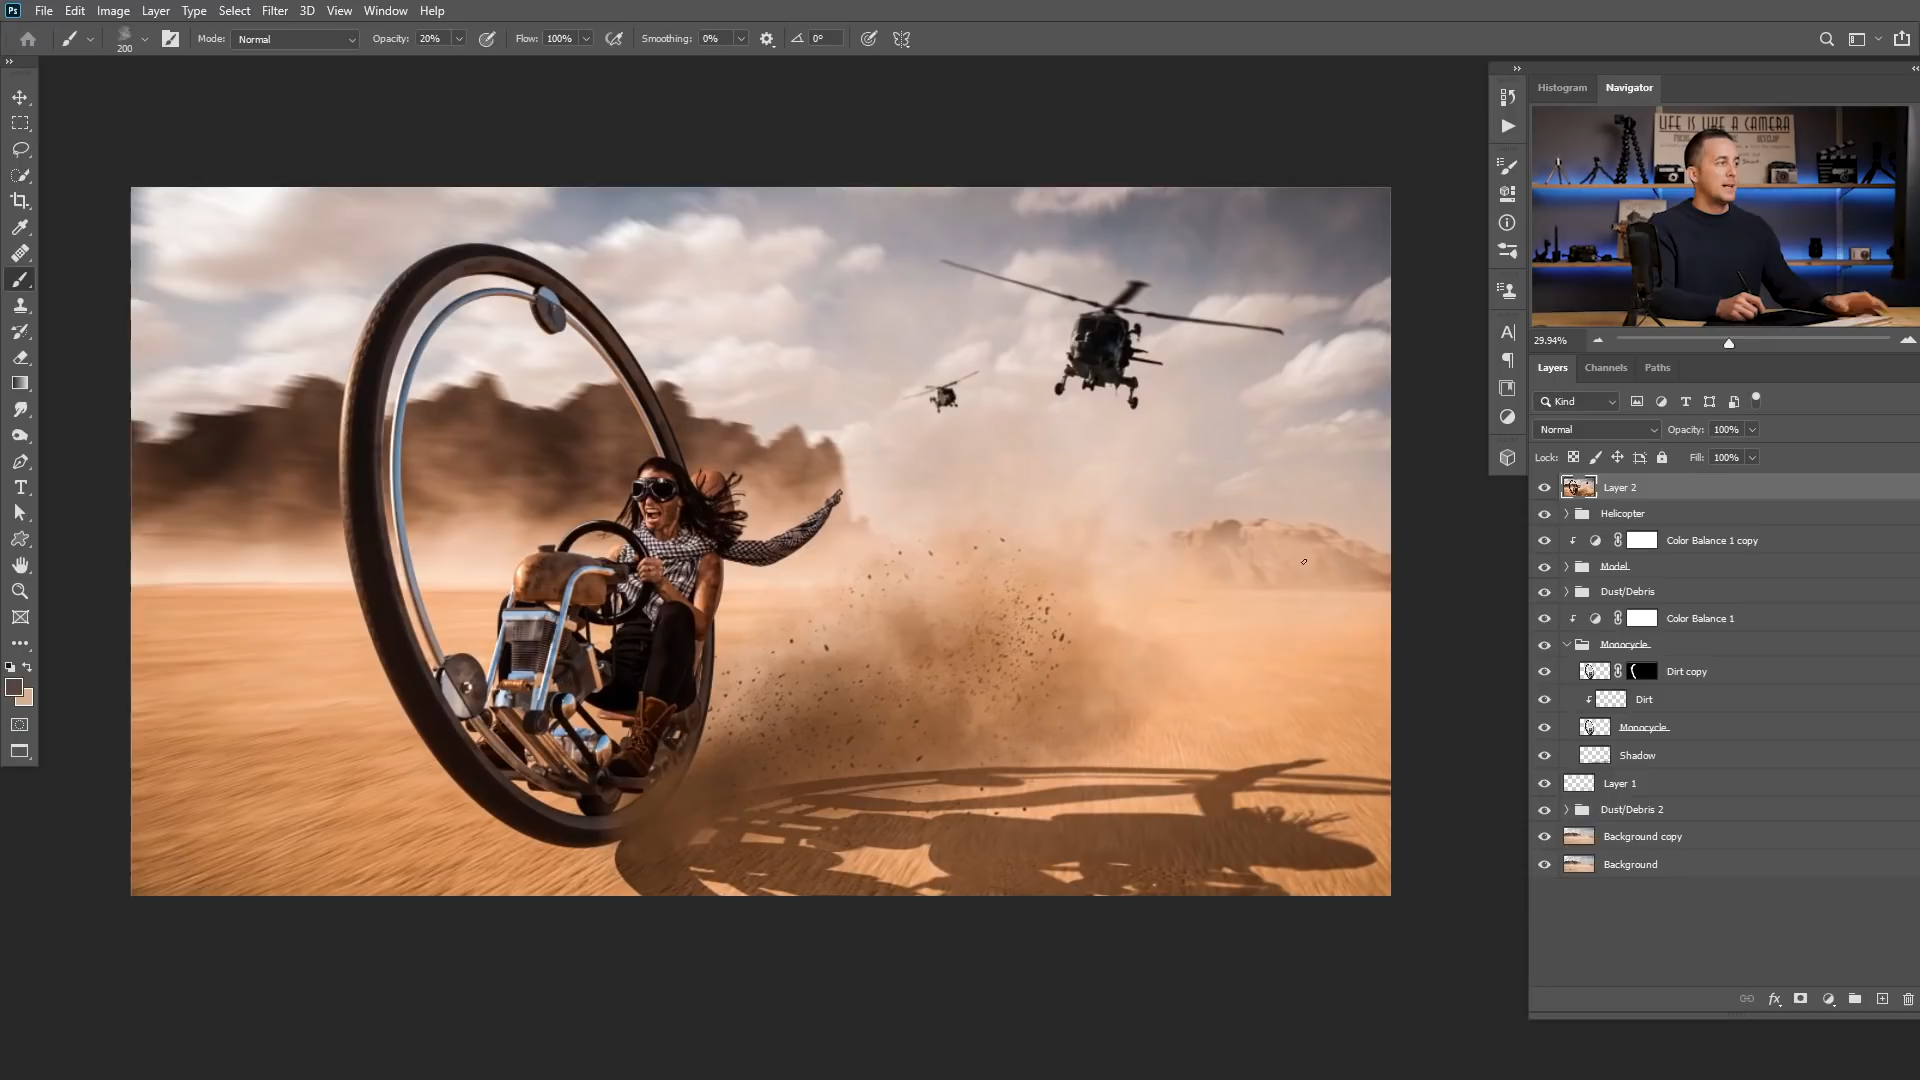 Ps File Edit Image Layer Type Select Filter 3D View Window Help
200 Mode: Normal Opacity: 20% Flow: 100% Smoothing: 0% 0°
Histogram Navigator
LIFE IS LIKE A CAMERA
29.94%
Layers Channels Paths
Kind
Normal Opacity: 100%
Lock: Fill: 100%
Layer 2
Helicopter
Color Balance 1 copy
Model
Dust/Debris
Color Balance 1
Monocycle
Dirt copy
Dirt
Monocycle
Shadow
Layer 1
Dust/Debris 2
Background copy
Background